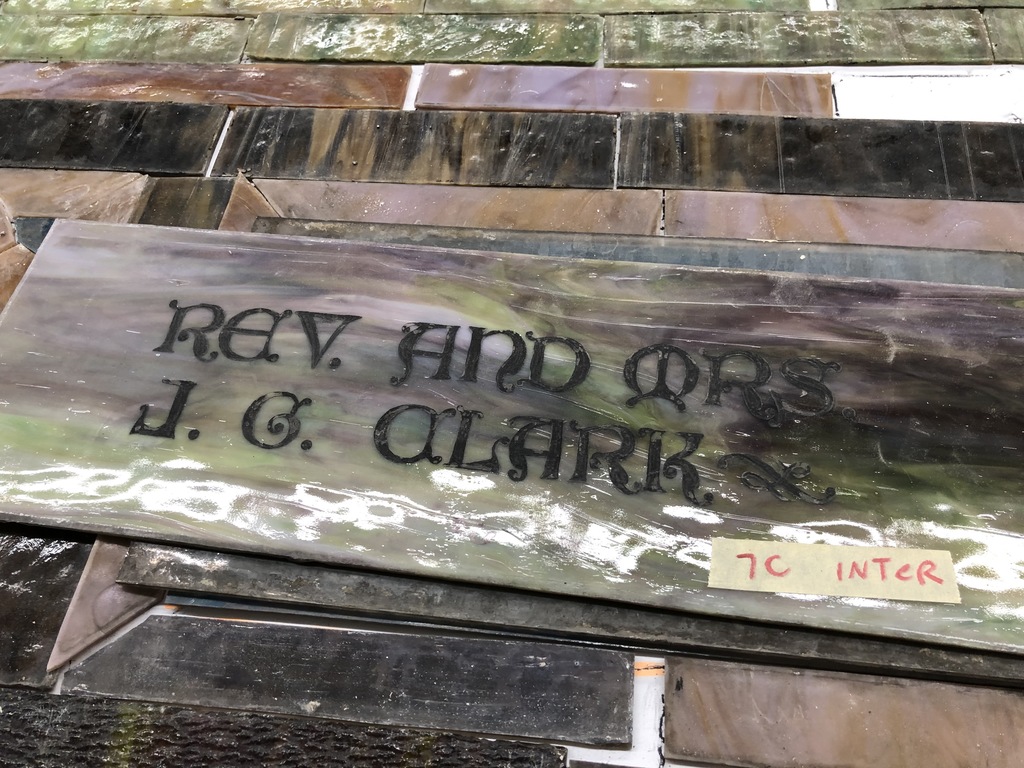 REV. AND MRS.
J. G. CLARK
7C INTER